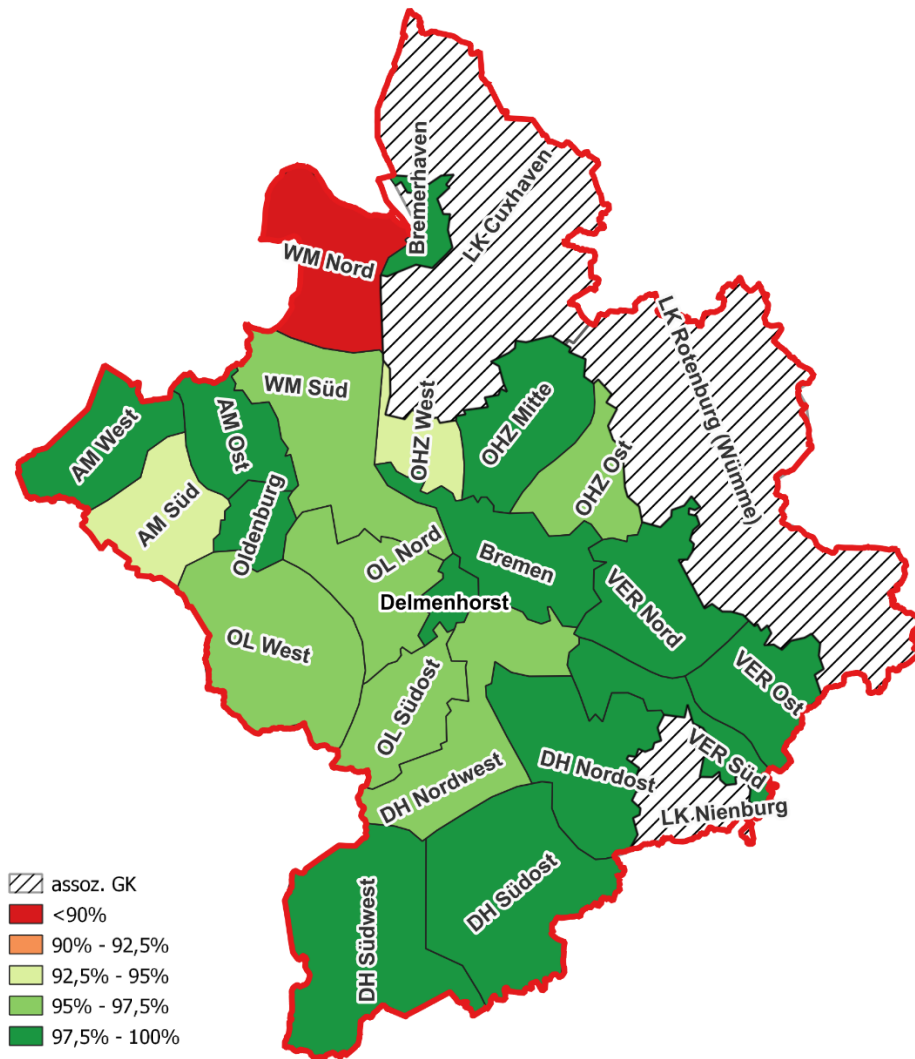 Bremerhaven
LK Cuxhaven
WM Nord
LK Rotenburg (Wümme)
WM Süd
OHZ West
OHZ Mitte
AM West
AM Ost
OHZ Ost
AM Süd
Oldenburg
OL Nord
Bremen
Delmenhorst
VER Nord
OL West
VER Ost
OL Südost
VER Süd
DH Nordost
DH Nordwest
LK Nienburg
DH Südost
DH Südwest
assoz. GK
<90%
90% - 92,5%
92,5% - 95%
95% - 97,5%
97,5% - 100%